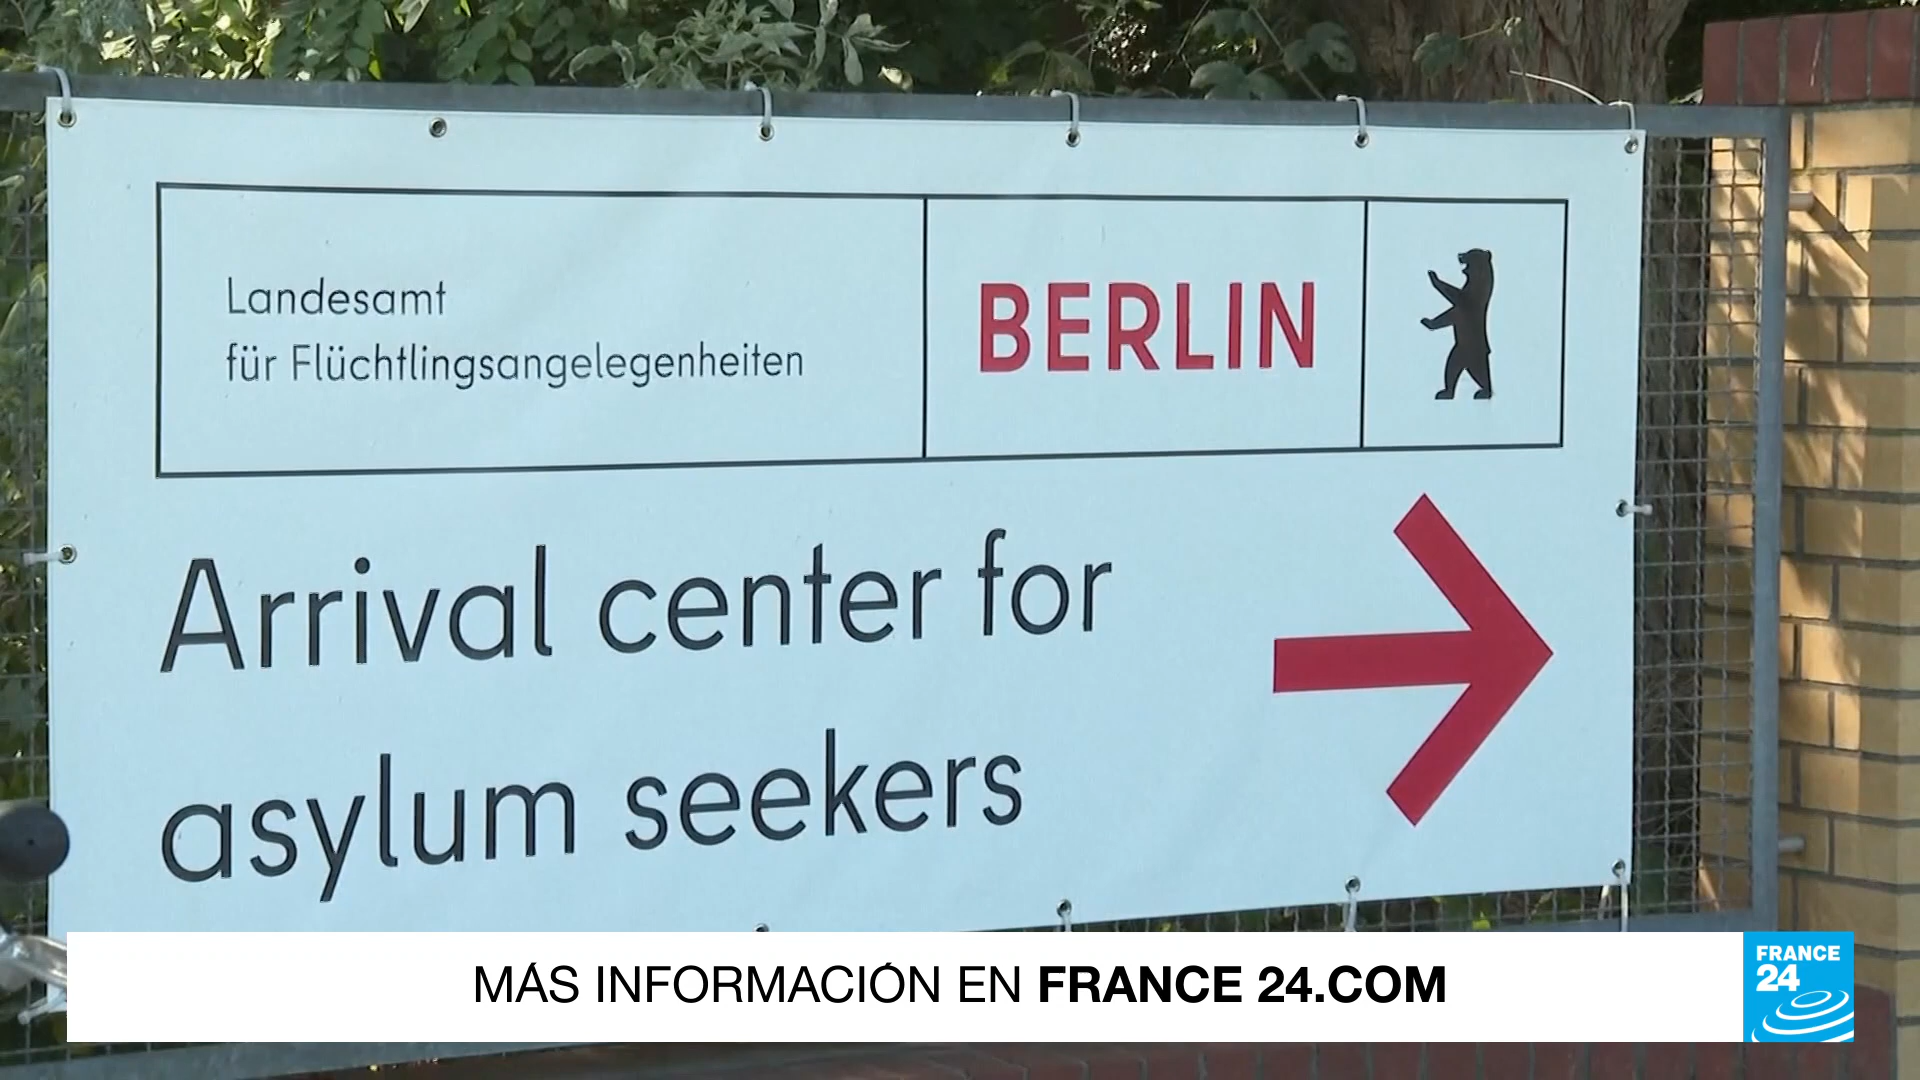 Landesamt
für Flüchtlingsangelegenheiten
BERLIN
Arrival center for
asylum seekers
MÁS INFORMACIÓN EN FRANCE 24.COM
FRANCE
24